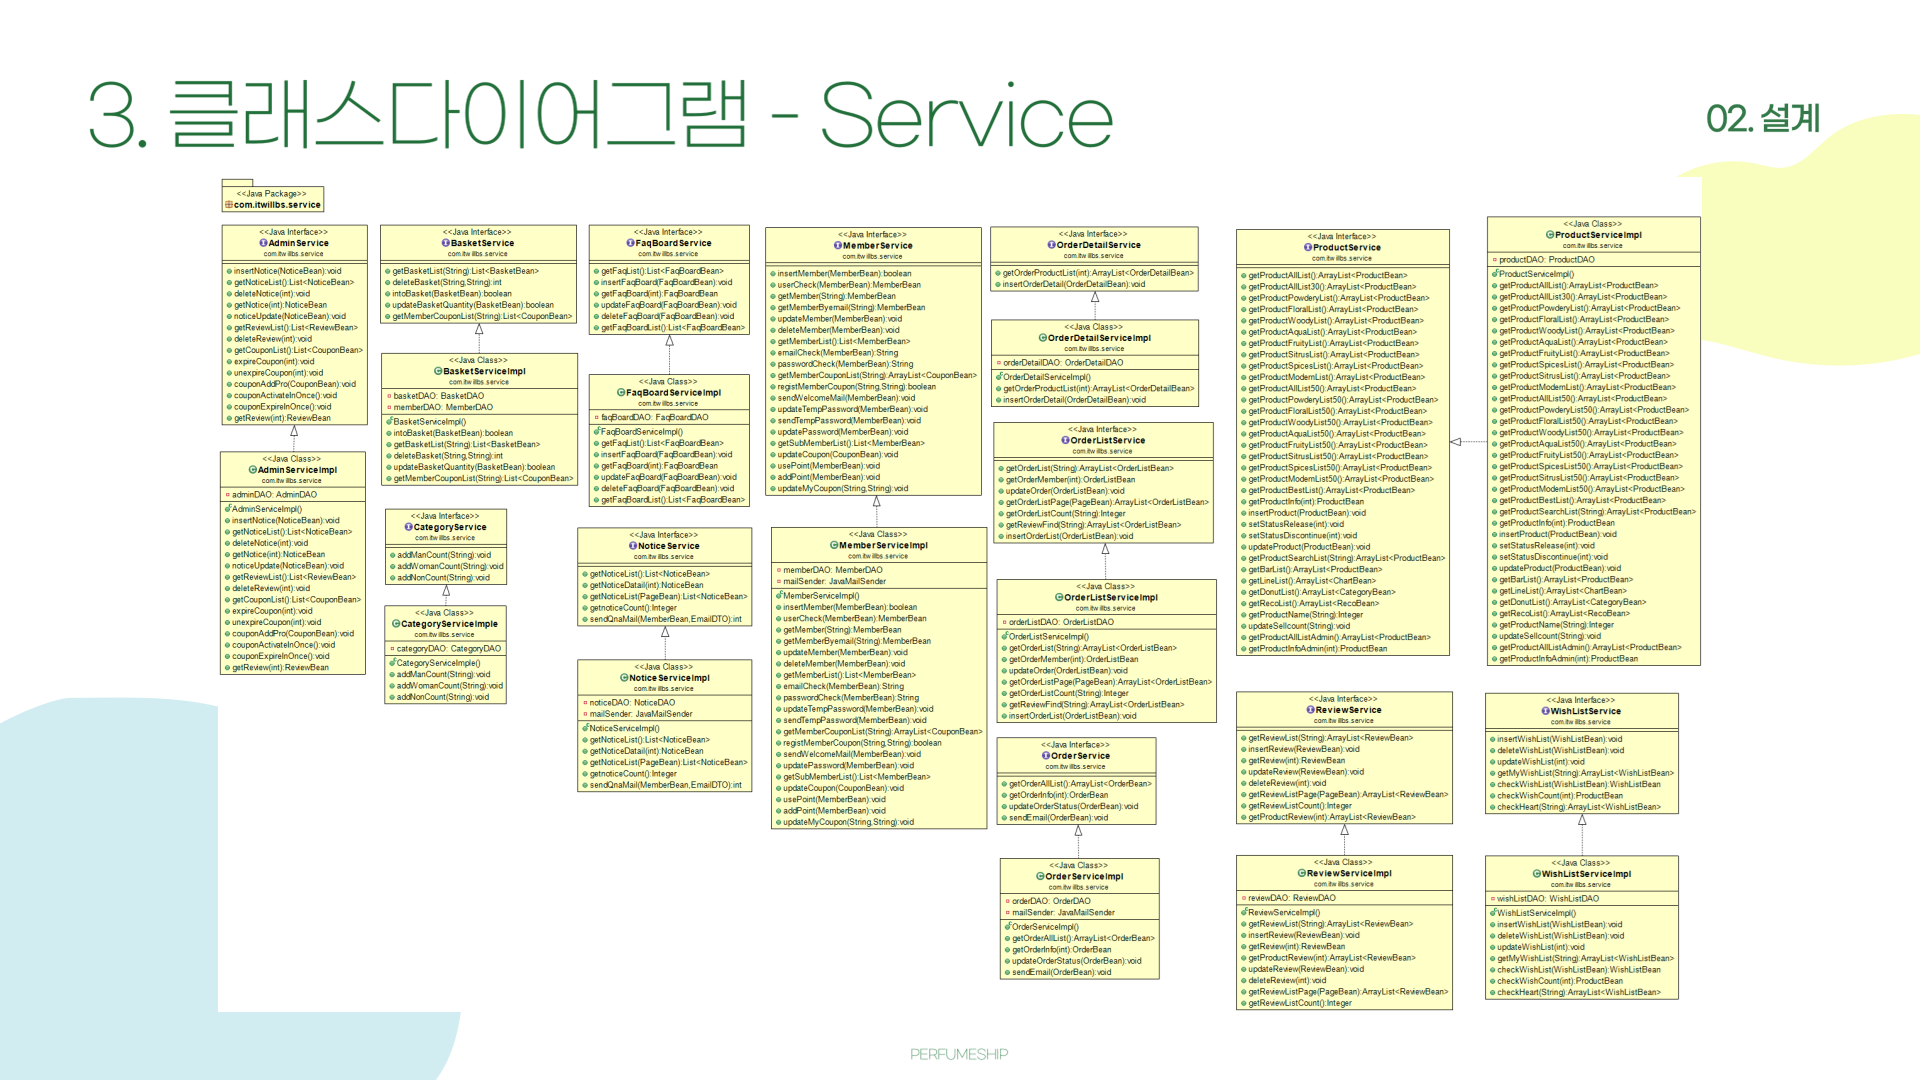 3. 클래스다이어그램 - Service
02. 설계
<<Java Package>>
com.itwillbs.service
<<Java Interface>>
AdminService
com.itwillbs.service
insertNotice(NoticeBean):void
getNoticeList():List<NoticeBean>
deleteNotice(int):void
getNotice(int):NoticeBean
noticeUpdate(NoticeBean):void
getReviewList():List<ReviewBean>
deleteReview(int):void
getCouponList():List<CouponBean>
expireCoupon(int):void
unexpireCoupon(int):void
couponAddPro(CouponBean):void
couponActivateInOnce():void
couponExpireInOnce():void
getReview(int):ReviewBean
<<Java Class>>
AdminServiceImpl
com.itwillbs.service
adminDAO: AdminDAO
AdminServiceImpl()
insertNotice(NoticeBean):void
getNoticeList():List<NoticeBean>
deleteNotice(int):void
getNotice(int):NoticeBean
noticeUpdate(NoticeBean):void
getReviewList():List<ReviewBean>
deleteReview(int):void
getCouponList():List<CouponBean>
expireCoupon(int):void
unexpireCoupon(int):void
couponAddPro(CouponBean):void
couponActivateInOnce():void
couponExpireInOnce():void
getReview(int):ReviewBean
<<Java Interface>>
BasketService
com.itwillbs.service
getBasketList(String):List<BasketBean>
deleteBasket(String,String):int
intoBasket(BasketBean):boolean
updateBasketQuantity(BasketBean):boolean
getMemberCouponList(String):List<CouponBean>
<<Java Class>>
BasketServiceImpl
com.itwillbs.service
basketDAO: BasketDAO
memberDAO: MemberDAO
BasketServiceImpl()
intoBasket(BasketBean):boolean
getBasketList(String):List<BasketBean>
deleteBasket(String,String):int
updateBasketQuantity(BasketBean):boolean
getMemberCouponList(String):List<CouponBean>
<<Java Interface>>
CategoryService
com.itwillbs.service
addManCount(String):void
addWomanCount(String):void
addNonCount(String):void
<<Java Class>>
CategoryServiceImple
com.itwillbs.service
categoryDAO: CategoryDAO
CategoryServiceImple()
addManCount(String):void
addWomanCount(String):void
addNonCount(String):void
<<Java Interface>>
FaqBoardService
com.itwillbs.service
getFaqList():List<FaqBoardBean>
insertFaqBoard(FaqBoardBean):void
getFaqBoard(int):FaqBoardBean
updateFaqBoard(FaqBoardBean):void
deleteFaqBoard(FaqBoardBean):void
getFaqBoardList():List<FaqBoardBean>
<<Java Class>>
FaqBoardServiceImpl
com.itwillbs.service
faqBoardDAO: FaqBoardDAO
FaqBoardServiceImpl()
getFaqList():List<FaqBoardBean>
insertFaqBoard(FaqBoardBean):void
getFaqBoard(int):FaqBoardBean
updateFaqBoard(FaqBoardBean):void
deleteFaqBoard(FaqBoardBean):void
getFaqBoardList():List<FaqBoardBean>
<<Java Interface>>
NoticeService
com.itwillbs.service
getNoticeList():List<NoticeBean>
getNoticeDatail(int):NoticeBean
getNoticeList(PageBean):List<NoticeBean>
getnoticeCount():Integer
sendQnaMail(MemberBean,EmailDTO):int
<<Java Class>>
NoticeServiceImpl
com.itwillbs.service
noticeDAO: NoticeDAO
mailSender: JavaMailSender
NoticeServiceImpl()
getNoticeList():List<NoticeBean>
getNoticeDatail(int):NoticeBean
getNoticeList(PageBean):List<NoticeBean>
getnoticeCount():Integer
sendQnaMail(MemberBean,EmailDTO):int
<<Java Interface>>
MemberService
com.itwillbs.service
insertMember(MemberBean):boolean
userCheck(MemberBean):MemberBean
getMember(String):MemberBean
getMemberByemail(String):MemberBean
updateMember(MemberBean):void
deleteMember(MemberBean):void
getMemberList():List<MemberBean>
emailCheck(MemberBean):String
passwordCheck(MemberBean):String
getMemberCouponList(String):ArrayList<CouponBean>
registMemberCoupon(String,String):boolean
sendWelcomeMail(MemberBean):void
updateTempPassword(MemberBean):void
sendTempPassword(MemberBean):void
updatePassword(MemberBean):void
getSubMemberList():List<MemberBean>
updateCoupon(CouponBean):void
usePoint(MemberBean):void
addPoint(MemberBean):void
updateMyCoupon(String,String):void
<<Java Class>>
MemberServiceImpl
com.itwillbs.service
memberDAO: MemberDAO
mailSender: JavaMailSender
MemberServiceImpl()
insertMember(MemberBean):boolean
userCheck(MemberBean):MemberBean
getMember(String):MemberBean
getMemberByemail(String):MemberBean
updateMember(MemberBean):void
deleteMember(MemberBean):void
getMemberList():List<MemberBean>
emailCheck(MemberBean):String
passwordCheck(MemberBean):String
updateTempPassword(MemberBean):void
sendTempPassword(MemberBean):void
getMemberCouponList(String):ArrayList<CouponBean>
registMemberCoupon(String,String):boolean
sendWelcomeMail(MemberBean):void
updatePassword(MemberBean):void
getSubMemberList():List<MemberBean>
updateCoupon(CouponBean):void
usePoint(MemberBean):void
addPoint(MemberBean):void
updateMyCoupon(String,String):void
<<Java Interface>>
OrderDetailService
com.itwillbs.service
getOrderProductList(int):ArrayList<OrderDetailBean>
insertOrderDetail(OrderDetailBean):void
<<Java Class>>
OrderDetailServiceImpl
com.itwillbs.service
orderDetailDAO: OrderDetailDAO
OrderDetailServiceImpl()
getOrderProductList(int):ArrayList<OrderDetailBean>
insertOrderDetail(OrderDetailBean):void
<<Java Interface>>
OrderListService
com.itwillbs.service
getOrderList(String):ArrayList<OrderListBean>
getOrderMember(int):OrderListBean
updateOrder(OrderListBean):void
getOrderListPage(PageBean):ArrayList<OrderListBean>
getOrderListCount(String):Integer
getReviewFind(String):ArrayList<OrderListBean>
insertOrderList(OrderListBean):void
<<Java Class>>
OrderListServiceImpl
com.itwillbs.service
orderListDAO: OrderListDAO
OrderListServiceImpl()
getOrderList(String):ArrayList<OrderListBean>
getOrderMember(int):OrderListBean
updateOrder(OrderListBean):void
getOrderListPage(PageBean):ArrayList<OrderListBean>
getOrderListCount(String):Integer
getReviewFind(String):ArrayList<OrderListBean>
insertOrderList(OrderListBean):void
<<Java Interface>>
OrderService
com.itwillbs.service
getOrderAllList():ArrayList<OrderBean>
getOrderInfo(int):OrderBean
updateOrderStatus(OrderBean):void
sendEmail(OrderBean):void
<<Java Class>>
OrderServiceImpl
com.itwillbs.service
orderDAO: OrderDAO
mailSender: JavaMailSender
OrderServiceImpl()
getOrderAllList():ArrayList<OrderBean>
getOrderInfo(int):OrderBean
updateOrderStatus(OrderBean):void
sendEmail(OrderBean):void
<<Java Interface>>
ProductService
com.itwillbs.service
getProductAllList():ArrayList<ProductBean>
getProductAllList30():ArrayList<ProductBean>
getProductPowderyList():ArrayList<ProductBean>
getProductFloralList():ArrayList<ProductBean>
getProductWoodyList():ArrayList<ProductBean>
getProductAquaList():ArrayList<ProductBean>
getProductFruityList():ArrayList<ProductBean>
getProductSitrusList():ArrayList<ProductBean>
getProductSpicesList():ArrayList<ProductBean>
getProductModernList():ArrayList<ProductBean>
getProductAllList50():ArrayList<ProductBean>
getProductPowderyList50():ArrayList<ProductBean>
getProductFloralList50():ArrayList<ProductBean>
getProductWoodyList50():ArrayList<ProductBean>
getProductAquaList50():ArrayList<ProductBean>
getProductFruityList50():ArrayList<ProductBean>
getProductSitrusList50():ArrayList<ProductBean>
getProductSpicesList50():ArrayList<ProductBean>
getProductModernList50():ArrayList<ProductBean>
getProductBestList():ArrayList<ProductBean>
getProductInfo(int):ProductBean
insertProduct(ProductBean):void
setStatusRelease(int):void
setStatusDiscontinue(int):void
updateProduct(ProductBean):void
getProductSearchList(String):ArrayList<ProductBean>
getBarList():ArrayList<ProductBean>
getLineList():ArrayList<ChartBean>
getDonutList():ArrayList<CategoryBean>
getRecoList():ArrayList<RecoBean>
getProductName(String):Integer
updateSellcount(String):void
getProductAllListAdmin():ArrayList<ProductBean>
getProductInfoAdmin(int):ProductBean
<<Java Class>>
ProductServiceImpl
com.itwillbs.service
productDAO: ProductDAO
ProductServiceImpl()
getProductAllList():ArrayList<ProductBean>
getProductAllList30():ArrayList<ProductBean>
getProductPowderyList():ArrayList<ProductBean>
getProductFloralList():ArrayList<ProductBean>
getProductWoodyList():ArrayList<ProductBean>
getProductAquaList():ArrayList<ProductBean>
getProductFruityList():ArrayList<ProductBean>
getProductSpicesList():ArrayList<ProductBean>
getProductSitrusList():ArrayList<ProductBean>
getProductModernList():ArrayList<ProductBean>
getProductAllList50():ArrayList<ProductBean>
getProductPowderyList50():ArrayList<ProductBean>
getProductFloralList50():ArrayList<ProductBean>
getProductWoodyList50():ArrayList<ProductBean>
getProductAquaList50():ArrayList<ProductBean>
getProductFruityList50():ArrayList<ProductBean>
getProductSpicesList50():ArrayList<ProductBean>
getProductSitrusList50():ArrayList<ProductBean>
getProductModernList50():ArrayList<ProductBean>
getProductBestList():ArrayList<ProductBean>
getProductSearchList(String):ArrayList<ProductBean>
getProductInfo(int):ProductBean
insertProduct(ProductBean):void
setStatusRelease(int):void
setStatusDiscontinue(int):void
updateProduct(ProductBean):void
getBarList():ArrayList<ProductBean>
getLineList():ArrayList<ChartBean>
getDonutList():ArrayList<CategoryBean>
getRecoList():ArrayList<RecoBean>
getProductName(String):Integer
updateSellcount(String):void
getProductAllListAdmin():ArrayList<ProductBean>
getProductInfoAdmin(int):ProductBean
<<Java Interface>>
ReviewService
com.itwillbs.service
getReviewList(String):ArrayList<ReviewBean>
insertReview(ReviewBean):void
getReview(int):ReviewBean
updateReview(ReviewBean):void
deleteReview(int):void
getReviewListPage(PageBean):ArrayList<ReviewBean>
getReviewListCount():Integer
getProductReview(int):ArrayList<ReviewBean>
<<Java Class>>
ReviewServiceImpl
com.itwillbs.service
reviewDAO: ReviewDAO
ReviewServiceImpl()
getReviewList(String):ArrayList<ReviewBean>
insertReview(ReviewBean):void
getReview(int):ReviewBean
getProductReview(int):ArrayList<ReviewBean>
updateReview(ReviewBean):void
deleteReview(int):void
getReviewListPage(PageBean):ArrayList<ReviewBean>
getReviewListCount():Integer
<<Java Interface>>
WishListService
com.itwillbs.service
insertWishList(WishListBean):void
deleteWishList(WishListBean):void
updateWishList(int):void
getMyWishList(String):ArrayList<WishListBean>
checkWishList(WishListBean):WishListBean
checkWishCount(int):ProductBean
checkHeart(String):ArrayList<WishListBean>
<<Java Class>>
WishListServiceImpl
com.itwillbs.service
wishListDAO: WishListDAO
WishListServiceImpl()
insertWishList(WishListBean):void
deleteWishList(WishListBean):void
updateWishList(int):void
getMyWishList(String):ArrayList<WishListBean>
checkWishList(WishListBean):WishListBean
checkWishCount(int):ProductBean
checkHeart(String):ArrayList<WishListBean>
PERFUMESHIP